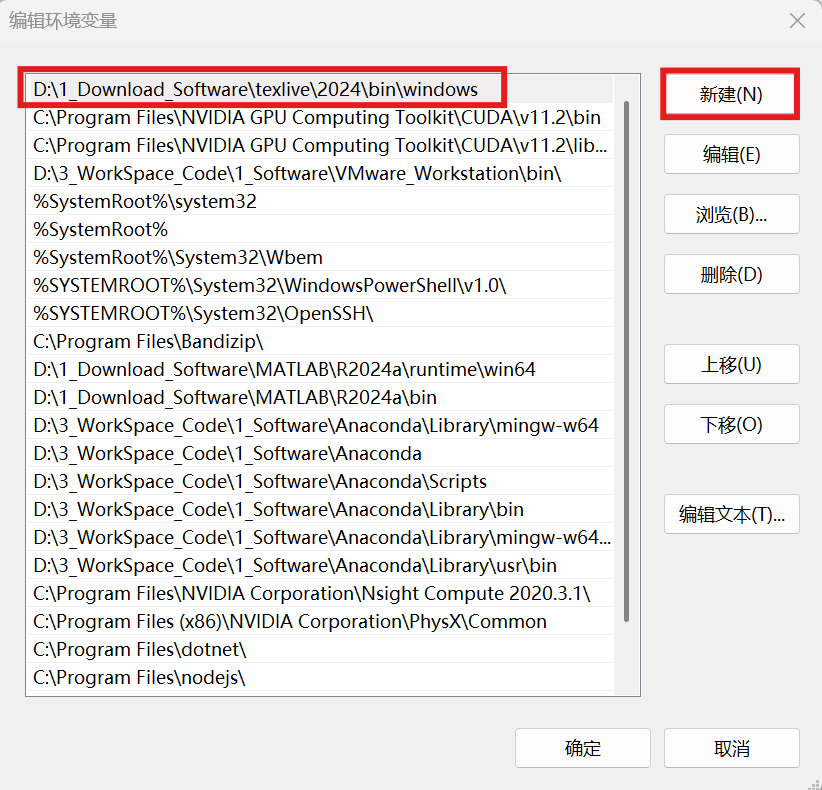 编辑环境变量
D:\1_Download_Software\texlive\2024\bin\windows
C:\Program Files\NVIDIA GPU Computing Toolkit\CUDA\v11.2\bin
C:\Program Files\NVIDIA GPU Computing Toolkit\CUDA\v11.2\lib...
D:\3_WorkSpace_Code\1_Software\VMware_Workstation\bin\
%SystemRoot%\system32
%SystemRoot%
%SystemRoot%\System32\Wbem
%SYSTEMROOT%\System32\WindowsPowerShell\v1.0\
%SYSTEMROOT%\System32\OpenSSH\
C:\Program Files\Bandizip\
D:\1_Download_Software\MATLAB\R2024a\runtime\win64
D:\1_Download_Software\MATLAB\R2024a\bin
D:\3_WorkSpace_Code\1_Software\Anaconda\Library\mingw-w64
D:\3_WorkSpace_Code\1_Software\Anaconda
D:\3_WorkSpace_Code\1_Software\Anaconda\Scripts
D:\3_WorkSpace_Code\1_Software\Anaconda\Library\bin
D:\3_WorkSpace_Code\1_Software\Anaconda\Library\mingw-w64...
D:\3_WorkSpace_Code\1_Software\Anaconda\Library\usr\bin
C:\Program Files\NVIDIA Corporation\Nsight Compute 2020.3.1\
C:\Program Files (x86)\NVIDIA Corporation\PhysX\Common
C:\Program Files\dotnet\
C:\Program Files\nodejs\
新建(N)
编辑(E)
浏览(B)...
删除(D)
上移(U)
下移(O)
编辑文本(T)...
确定
取消